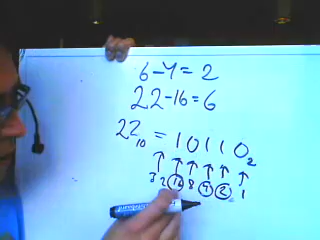 6-4=2
22-16=6
22₁₀ = 10110₂
32 16 8 4 2 1